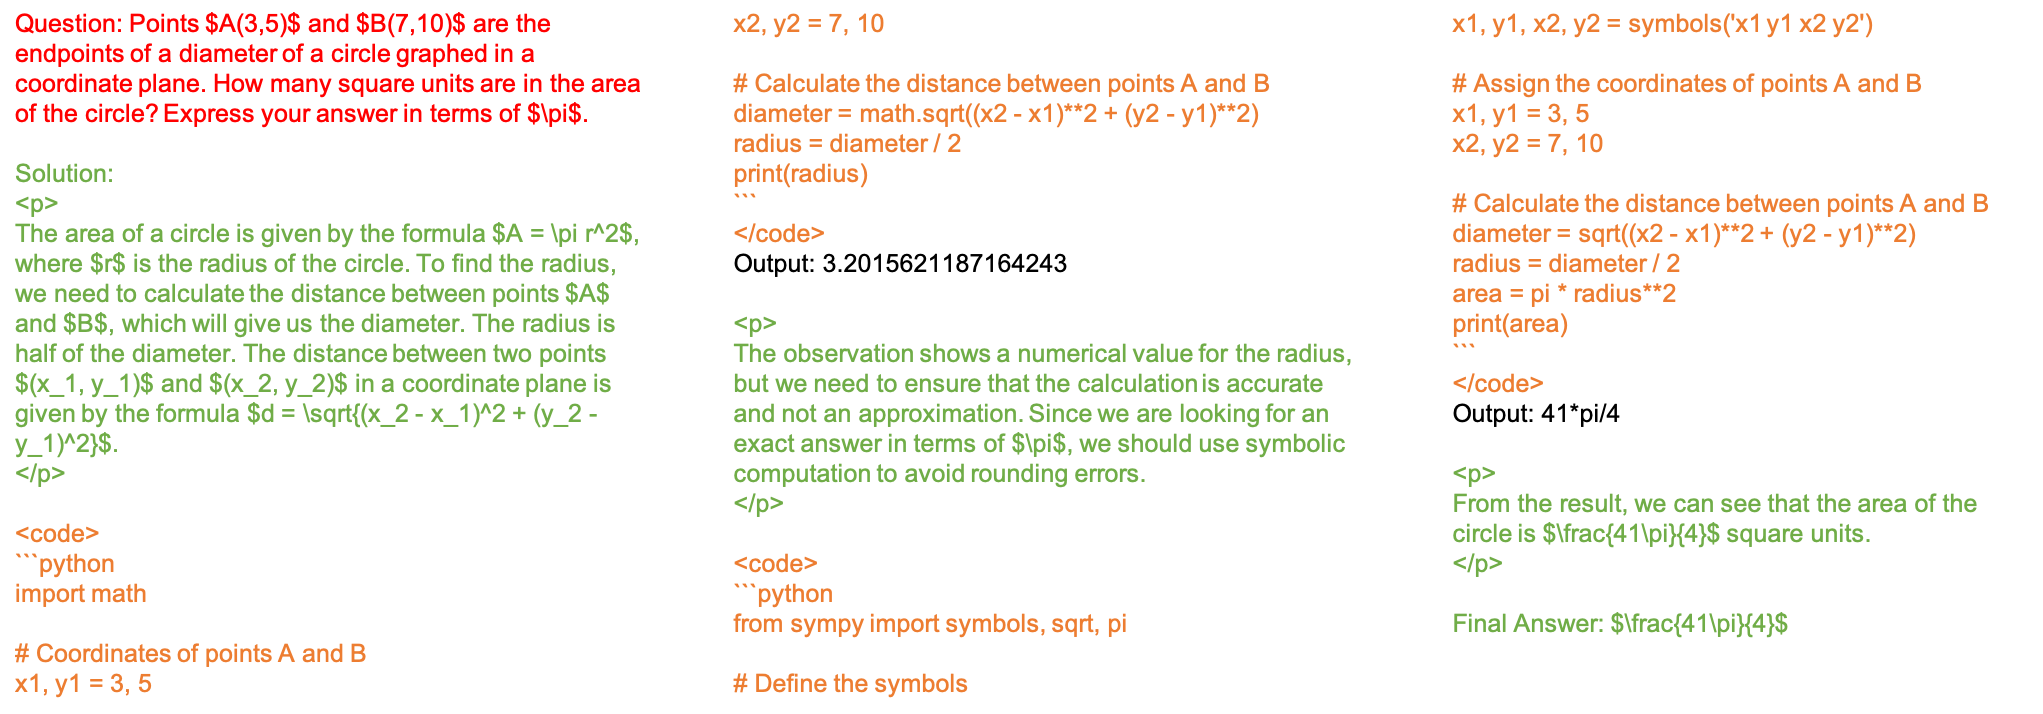 Question: Points $A(3,5)$ and $B(7,10)$ are the
endpoints of a diameter of a circle graphed in a
coordinate plane. How many square units are in the area
of the circle? Express your answer in terms of $\pi$.

Solution:
<p>
The area of a circle is given by the formula $A = \pi r^2$,
where $r$ is the radius of the circle. To find the radius,
we need to calculate the distance between points $A$
and $B$, which will give us the diameter. The radius is
half of the diameter. The distance between two points
$(x_1, y_1)$ and $(x_2, y_2)$ in a coordinate plane is
given by the formula $d = \sqrt{(x_2 - x_1)^2 + (y_2 -
y_1)^2}$.
</p>

<code>
```python
import math

# Coordinates of points A and B
x1, y1 = 3, 5
x2, y2 = 7, 10

# Calculate the distance between points A and B
diameter = math.sqrt((x2 - x1)**2 + (y2 - y1)**2)
radius = diameter / 2
print(radius)
```
</code>
Output: 3.2015621187164243

<p>
The observation shows a numerical value for the radius,
but we need to ensure that the calculation is accurate
and not an approximation. Since we are looking for an
exact answer in terms of $\pi$, we should use symbolic
computation to avoid rounding errors.
</p>

<code>
```python
from sympy import symbols, sqrt, pi

# Define the symbols
x1, y1, x2, y2 = symbols('x1 y1 x2 y2')

# Assign the coordinates of points A and B
x1, y1 = 3, 5
x2, y2 = 7, 10

# Calculate the distance between points A and B
diameter = sqrt((x2 - x1)**2 + (y2 - y1)**2)
radius = diameter / 2
area = pi * radius**2
print(area)
```
</code>
Output: 41*pi/4

<p>
From the result, we can see that the area of the
circle is $\frac{41\pi}{4}$ square units.
</p>

Final Answer: $\frac{41\pi}{4}$